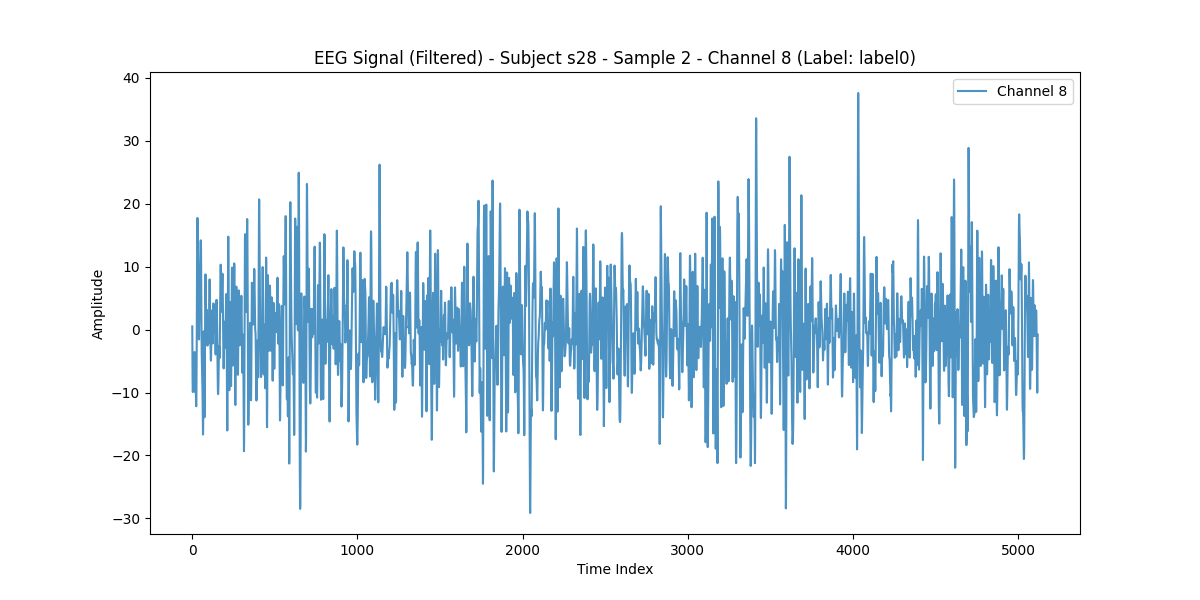 EEG Signal (Filtered) - Subject s28 - Sample 2 - Channel 8 (Label: label0)
Channel 8
40
30
20
10
0
−10
−20
−30
Amplitude
0 1000 2000 3000 4000 5000
Time Index